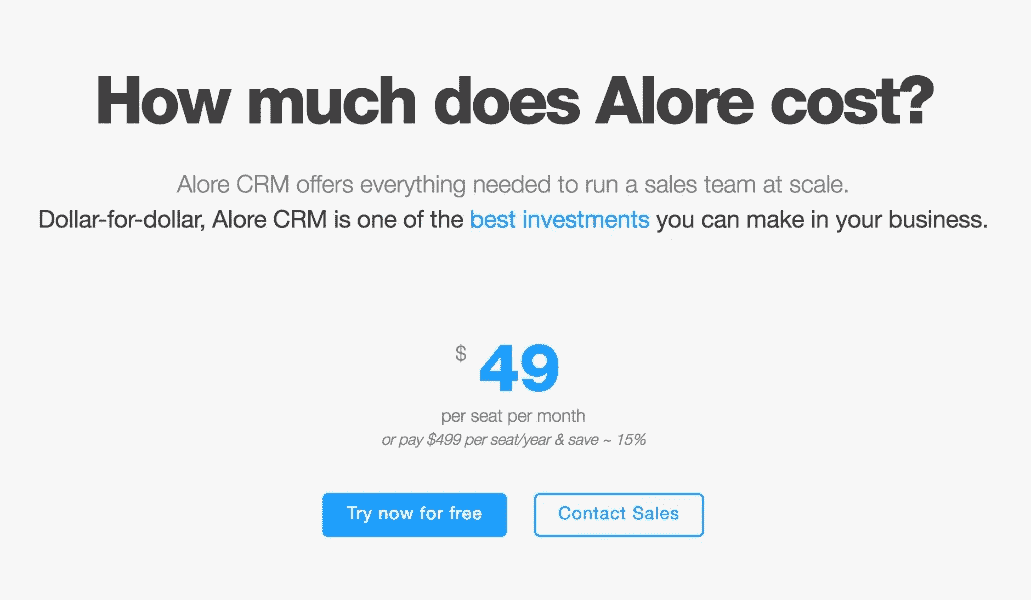 How much does Alore cost?
Alore CRM offers everything needed to run a sales team at scale.
Dollar-for-dollar, Alore CRM is one of the best investments you can make in your business.
$ 49
per seat per month
or pay $499 per seat/year & save ~ 15%
Try now for free
Contact Sales